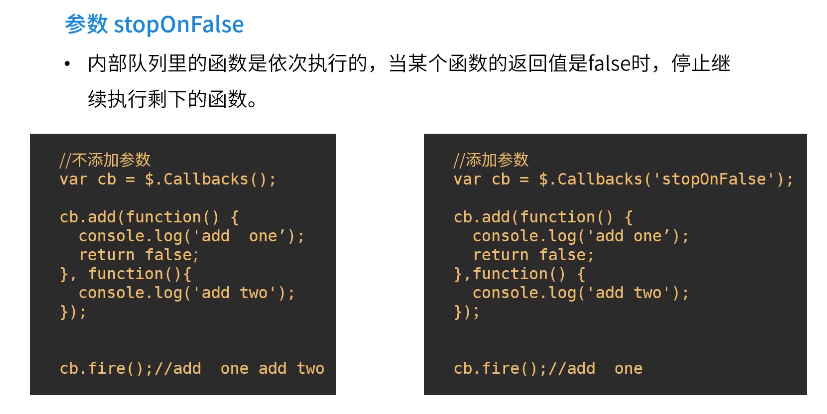 参数 stopOnFalse
• 内部队列里的函数是依次执行的，当某个函数的返回值是false时，停止继
续执行剩下的函数。
//不添加参数
var cb = $.Callbacks();
cb.add(function() {
console.log('add  one’);
return false;
}, function(){
console.log('add two');
});
cb.fire();//add  one add two
//添加参数
var cb = $.Callbacks('stopOnFalse');
cb.add(function() {
console.log('add one’);
return false;
},function() {
console.log('add two');
});
cb.fire();//add  one